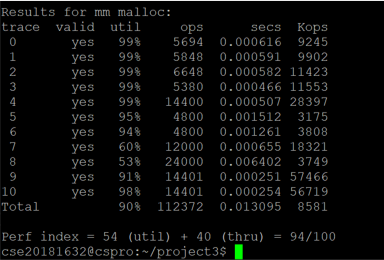 Results for mm malloc:
trace valid util ops secs Kops
0 yes 99% 5694 0.000616 9245
1 yes 99% 5848 0.000591 9902
2 yes 99% 6648 0.000582 11423
3 yes 99% 5380 0.000466 11553
4 yes 99% 14400 0.000507 28397
5 yes 95% 4800 0.001512 3175
6 yes 94% 4800 0.001261 3808
7 yes 60% 12000 0.000655 18321
8 yes 53% 24000 0.006402 3749
9 yes 91% 14401 0.000251 57466
10 yes 98% 14401 0.000254 56719
Total 90% 112372 0.013095 8581
Perf index = 54 (util) + 40 (thru) = 94/100
cse20181632@cspro:~/project3$